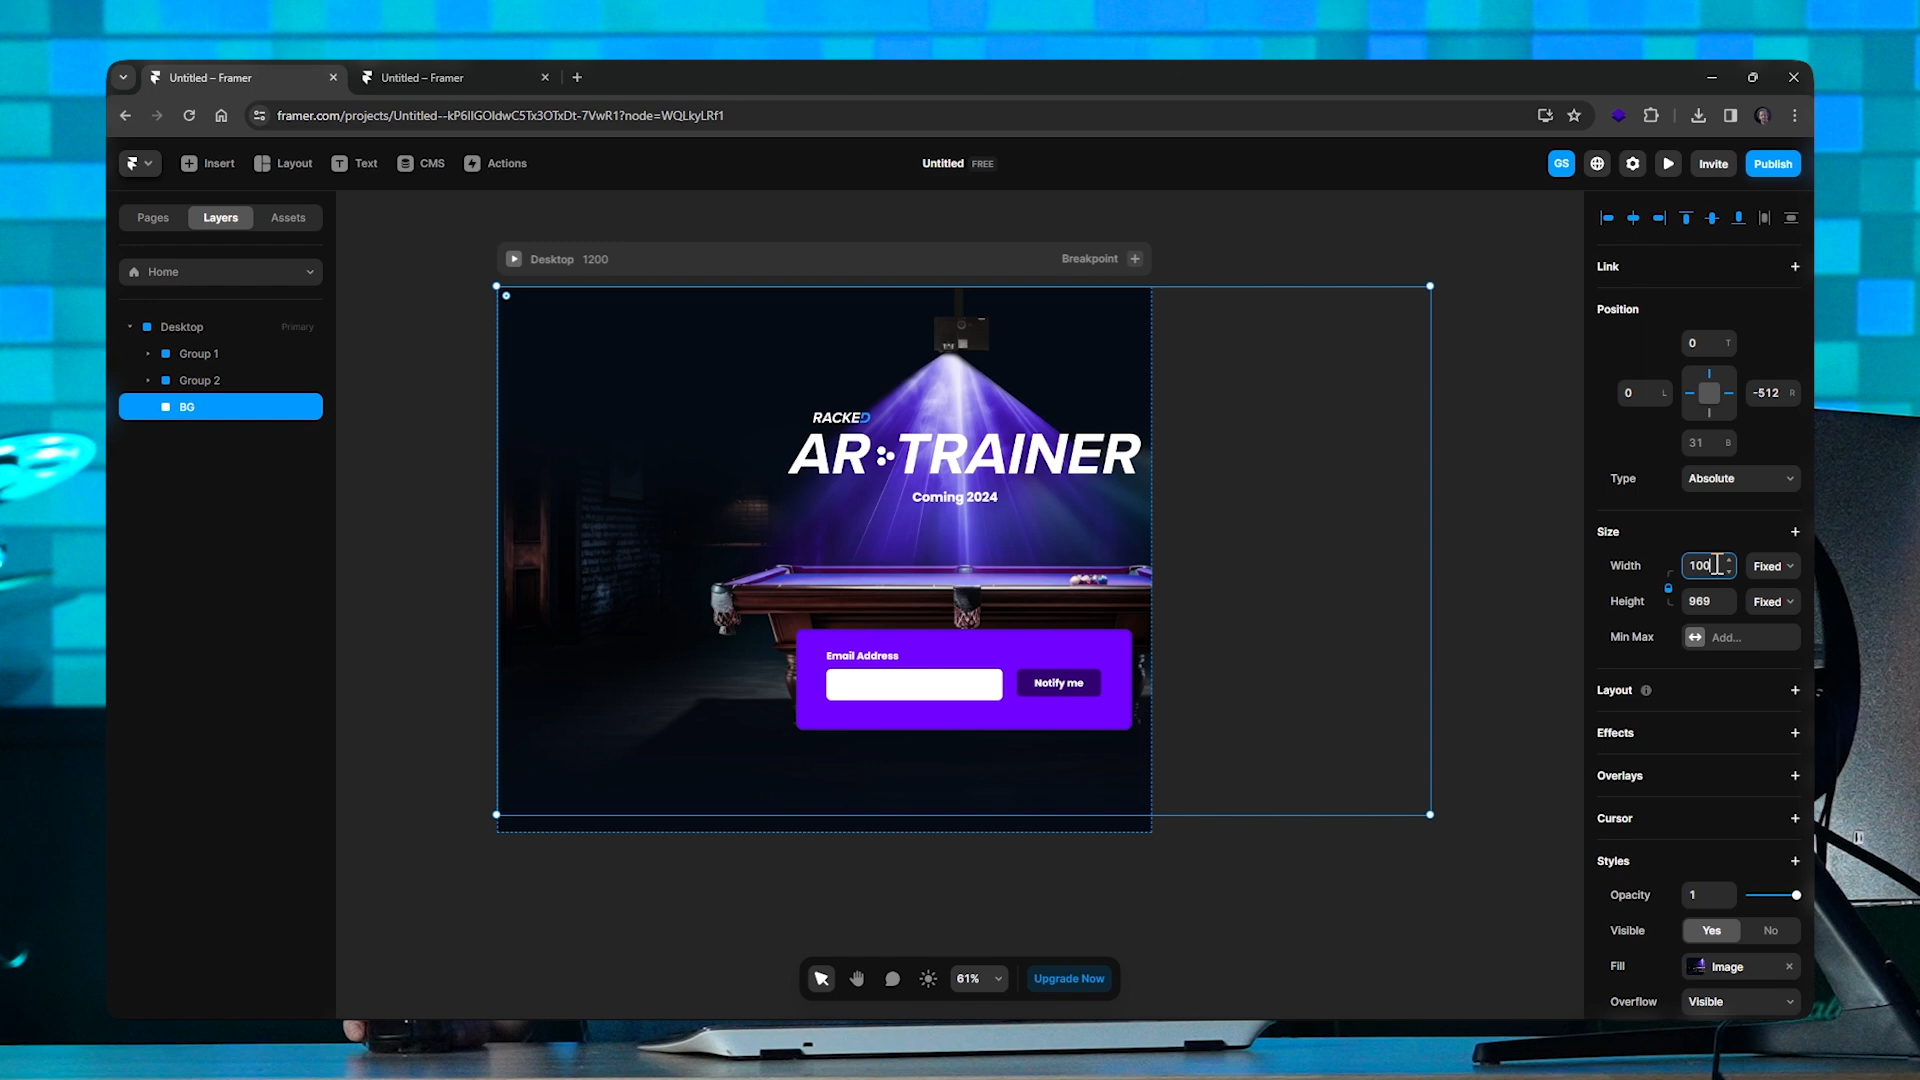 Untitled – Framer
Untitled – Framer
framer.com/projects/Untitled--kP6IIGOldwC5Tx3OTxDt-7VwR1?node=WQLkyLRf1
Insert
Layout
Text
CMS
Actions
Untitled FREE
GS
Invite
Publish
Pages
Layers
Assets
Home
Desktop
Primary
Group 1
Group 2
BG
Desktop 1200
Breakpoint
RACKED
AR TRAINER
Coming 2024
Email Address
Notify me
61%
Upgrade Now
Link
Position
0 T
0 L
-512 R
31 B
Type Absolute
Size
Width 100 Fixed
Height 969 Fixed
Min Max Add...
Layout
Effects
Overlays
Cursor
Styles
Opacity 1
Visible Yes No
Fill Image
Overflow Visible